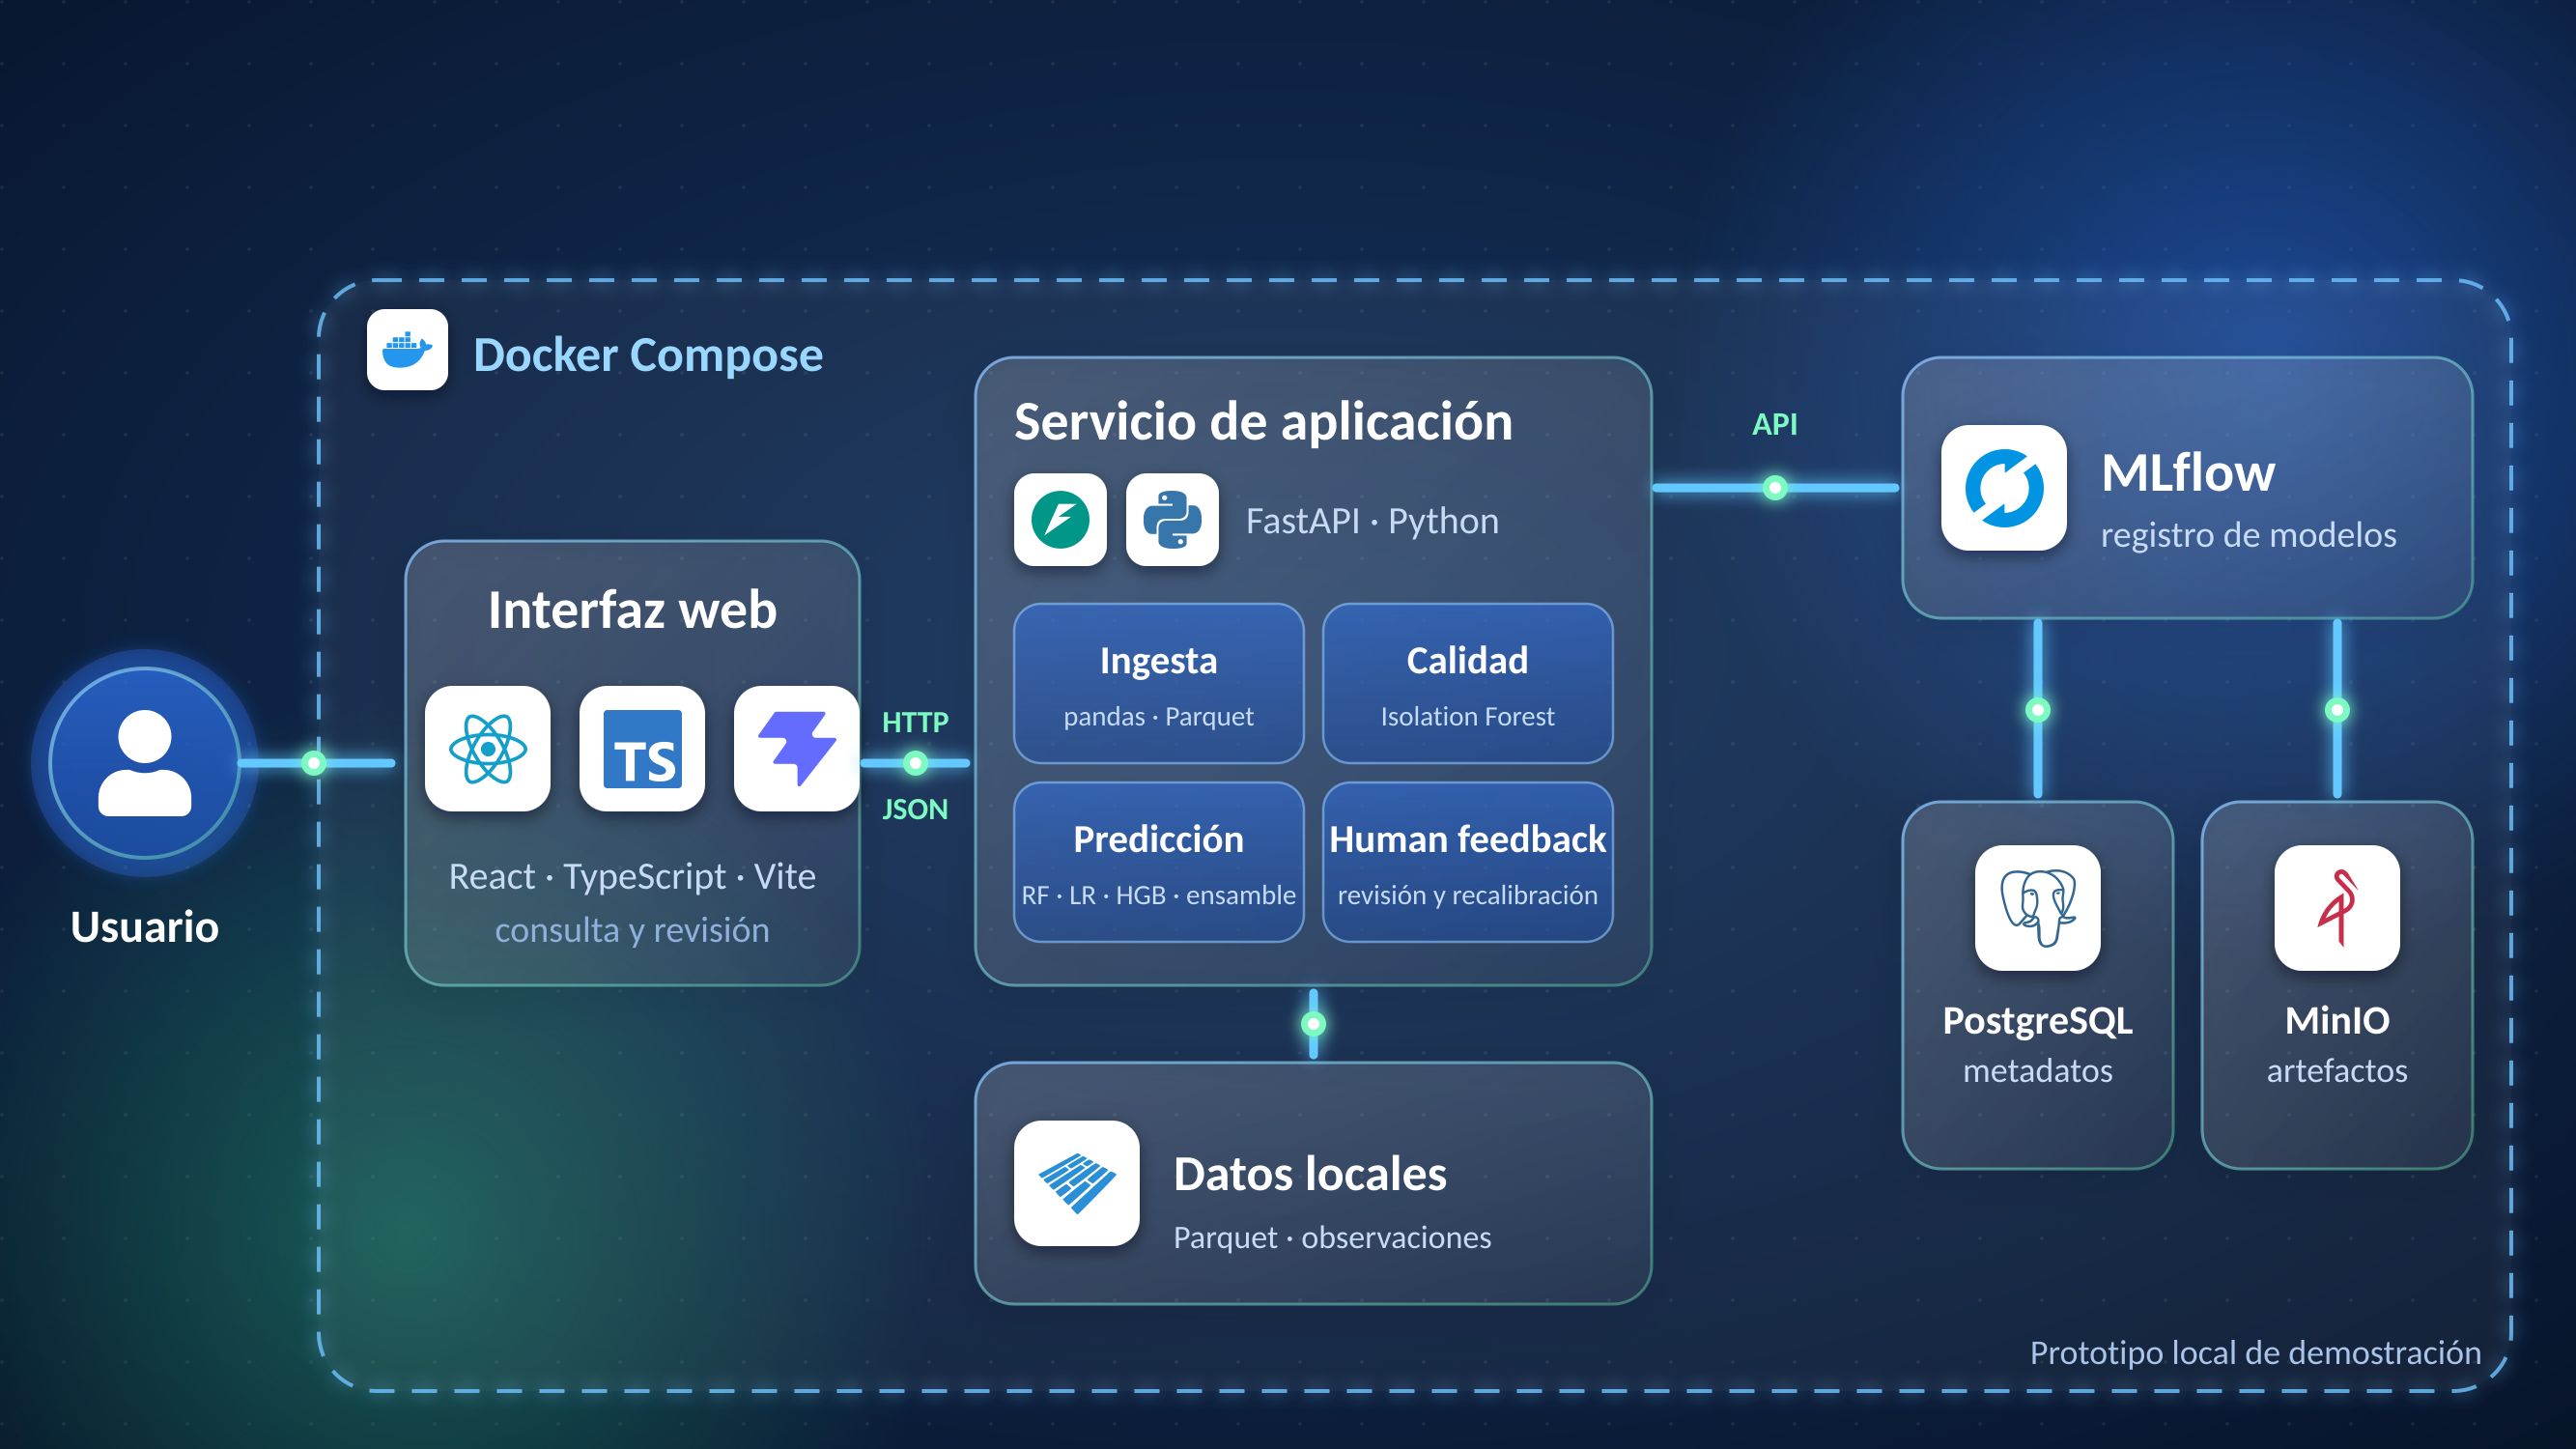 Docker Compose
Usuario
Interfaz web
TS
React · TypeScript · Vite
consulta y revisión
HTTP
JSON
Servicio de aplicación
FastAPI · Python
Ingesta
pandas · Parquet
Calidad
Isolation Forest
Predicción
RF · LR · HGB · ensamble
Human feedback
revisión y recalibración
Datos locales
Parquet · observaciones
API
MLflow
registro de modelos
PostgreSQL
metadatos
MinIO
artefactos
Prototipo local de demostración